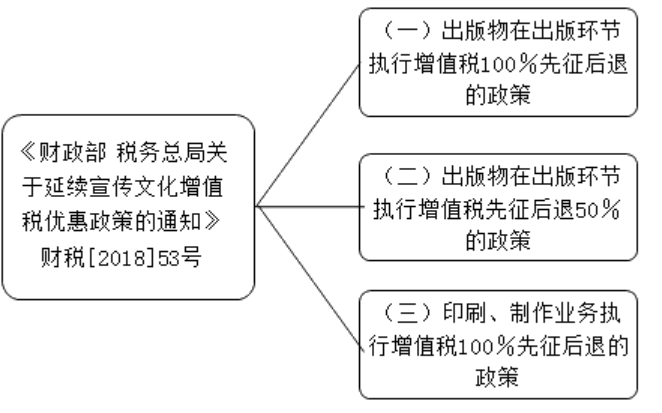 《财政部 税务总局关
于延续宣传文化增值
税优惠政策的通知》
财税[2018]53号
（一）出版物在出版环节
执行增值税100％先征后退
的政策
（二）出版物在出版环节
执行增值税先征后退50％
的政策
（三）印刷、制作业务执
行增值税100％先征后退的
政策